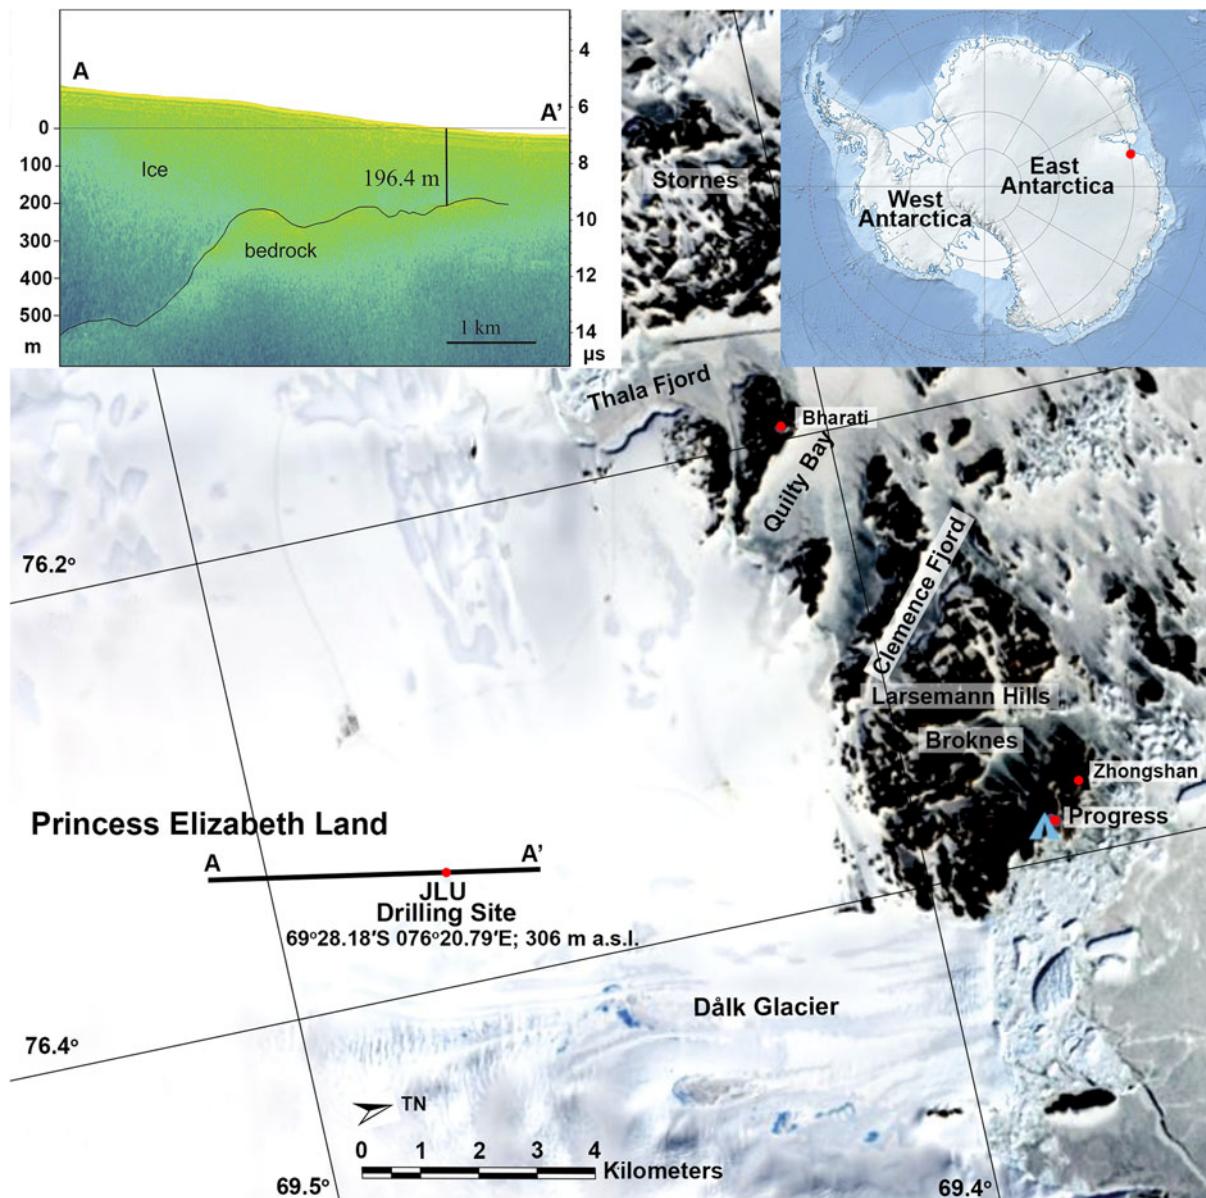 A
A'
0
100
200
300
400
500
m
4
6
8
10
12
14
µs
Ice
196.4 m
bedrock
1 km
Stornes
East
Antarctica
West
Antarctica
Thala Fjord
Bharati
Quilty Bay
76.2°
Clemence Fjord
Larsemann Hills
Broknes
Zhongshan
Progress
Princess Elizabeth Land
A
A'
JLU
Drilling Site
69°28.18'S 076°20.79'E; 306 m a.s.l.
Dålk Glacier
76.4°
TN
0 1 2 3 4
Kilometers
69.5°
69.4°